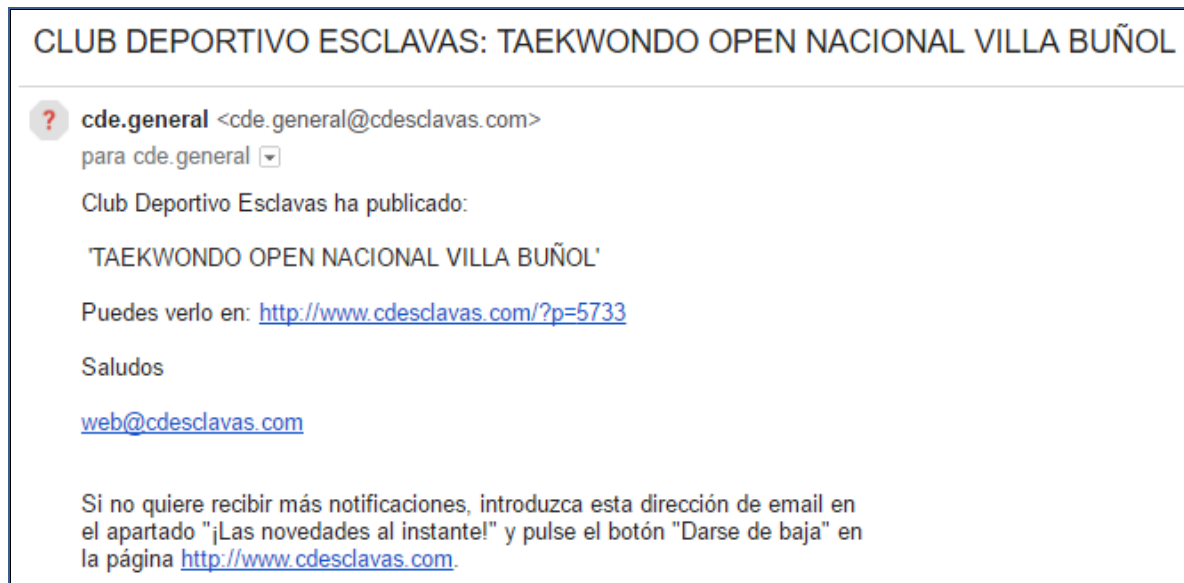 CLUB DEPORTIVO ESCLAVAS: TAEKWONDO OPEN NACIONAL VILLA BUÑOL
?
cde.general <cde.general@cdesclavas.com>
para cde.general
Club Deportivo Esclavas ha publicado:
'TAEKWONDO OPEN NACIONAL VILLA BUÑOL'
Puedes verlo en: http://www.cdesclavas.com/?p=5733
Saludos
web@cdesclavas.com
Si no quiere recibir más notificaciones, introduzca esta dirección de email en
el apartado "¡Las novedades al instante!" y pulse el botón "Darse de baja" en
la página http://www.cdesclavas.com.